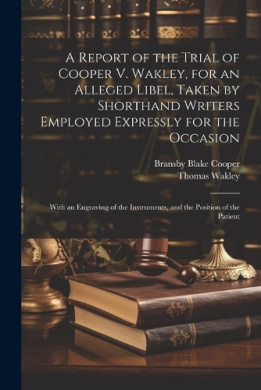 A Report of the Trial of
Cooper V. Wakley, for an
Alleged Libel, Taken by
Shorthand Writers
Employed Expressly for the
Occasion
Bransby Blake Cooper
Thomas Wakley
With an Engraving of the Instruments, and the Position of the
Patient